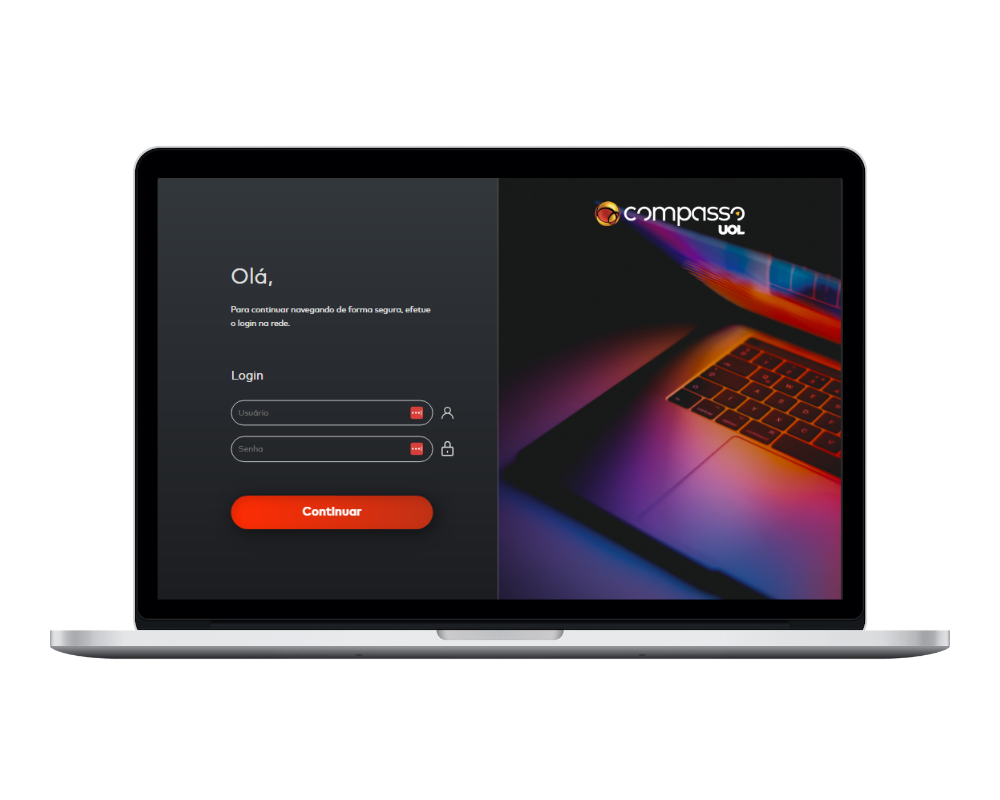 Olá,
Para continuar navegando de forma segura, efetue
o login na rede.
Login
Usuário
Senha
Continuar
compasso
UOL